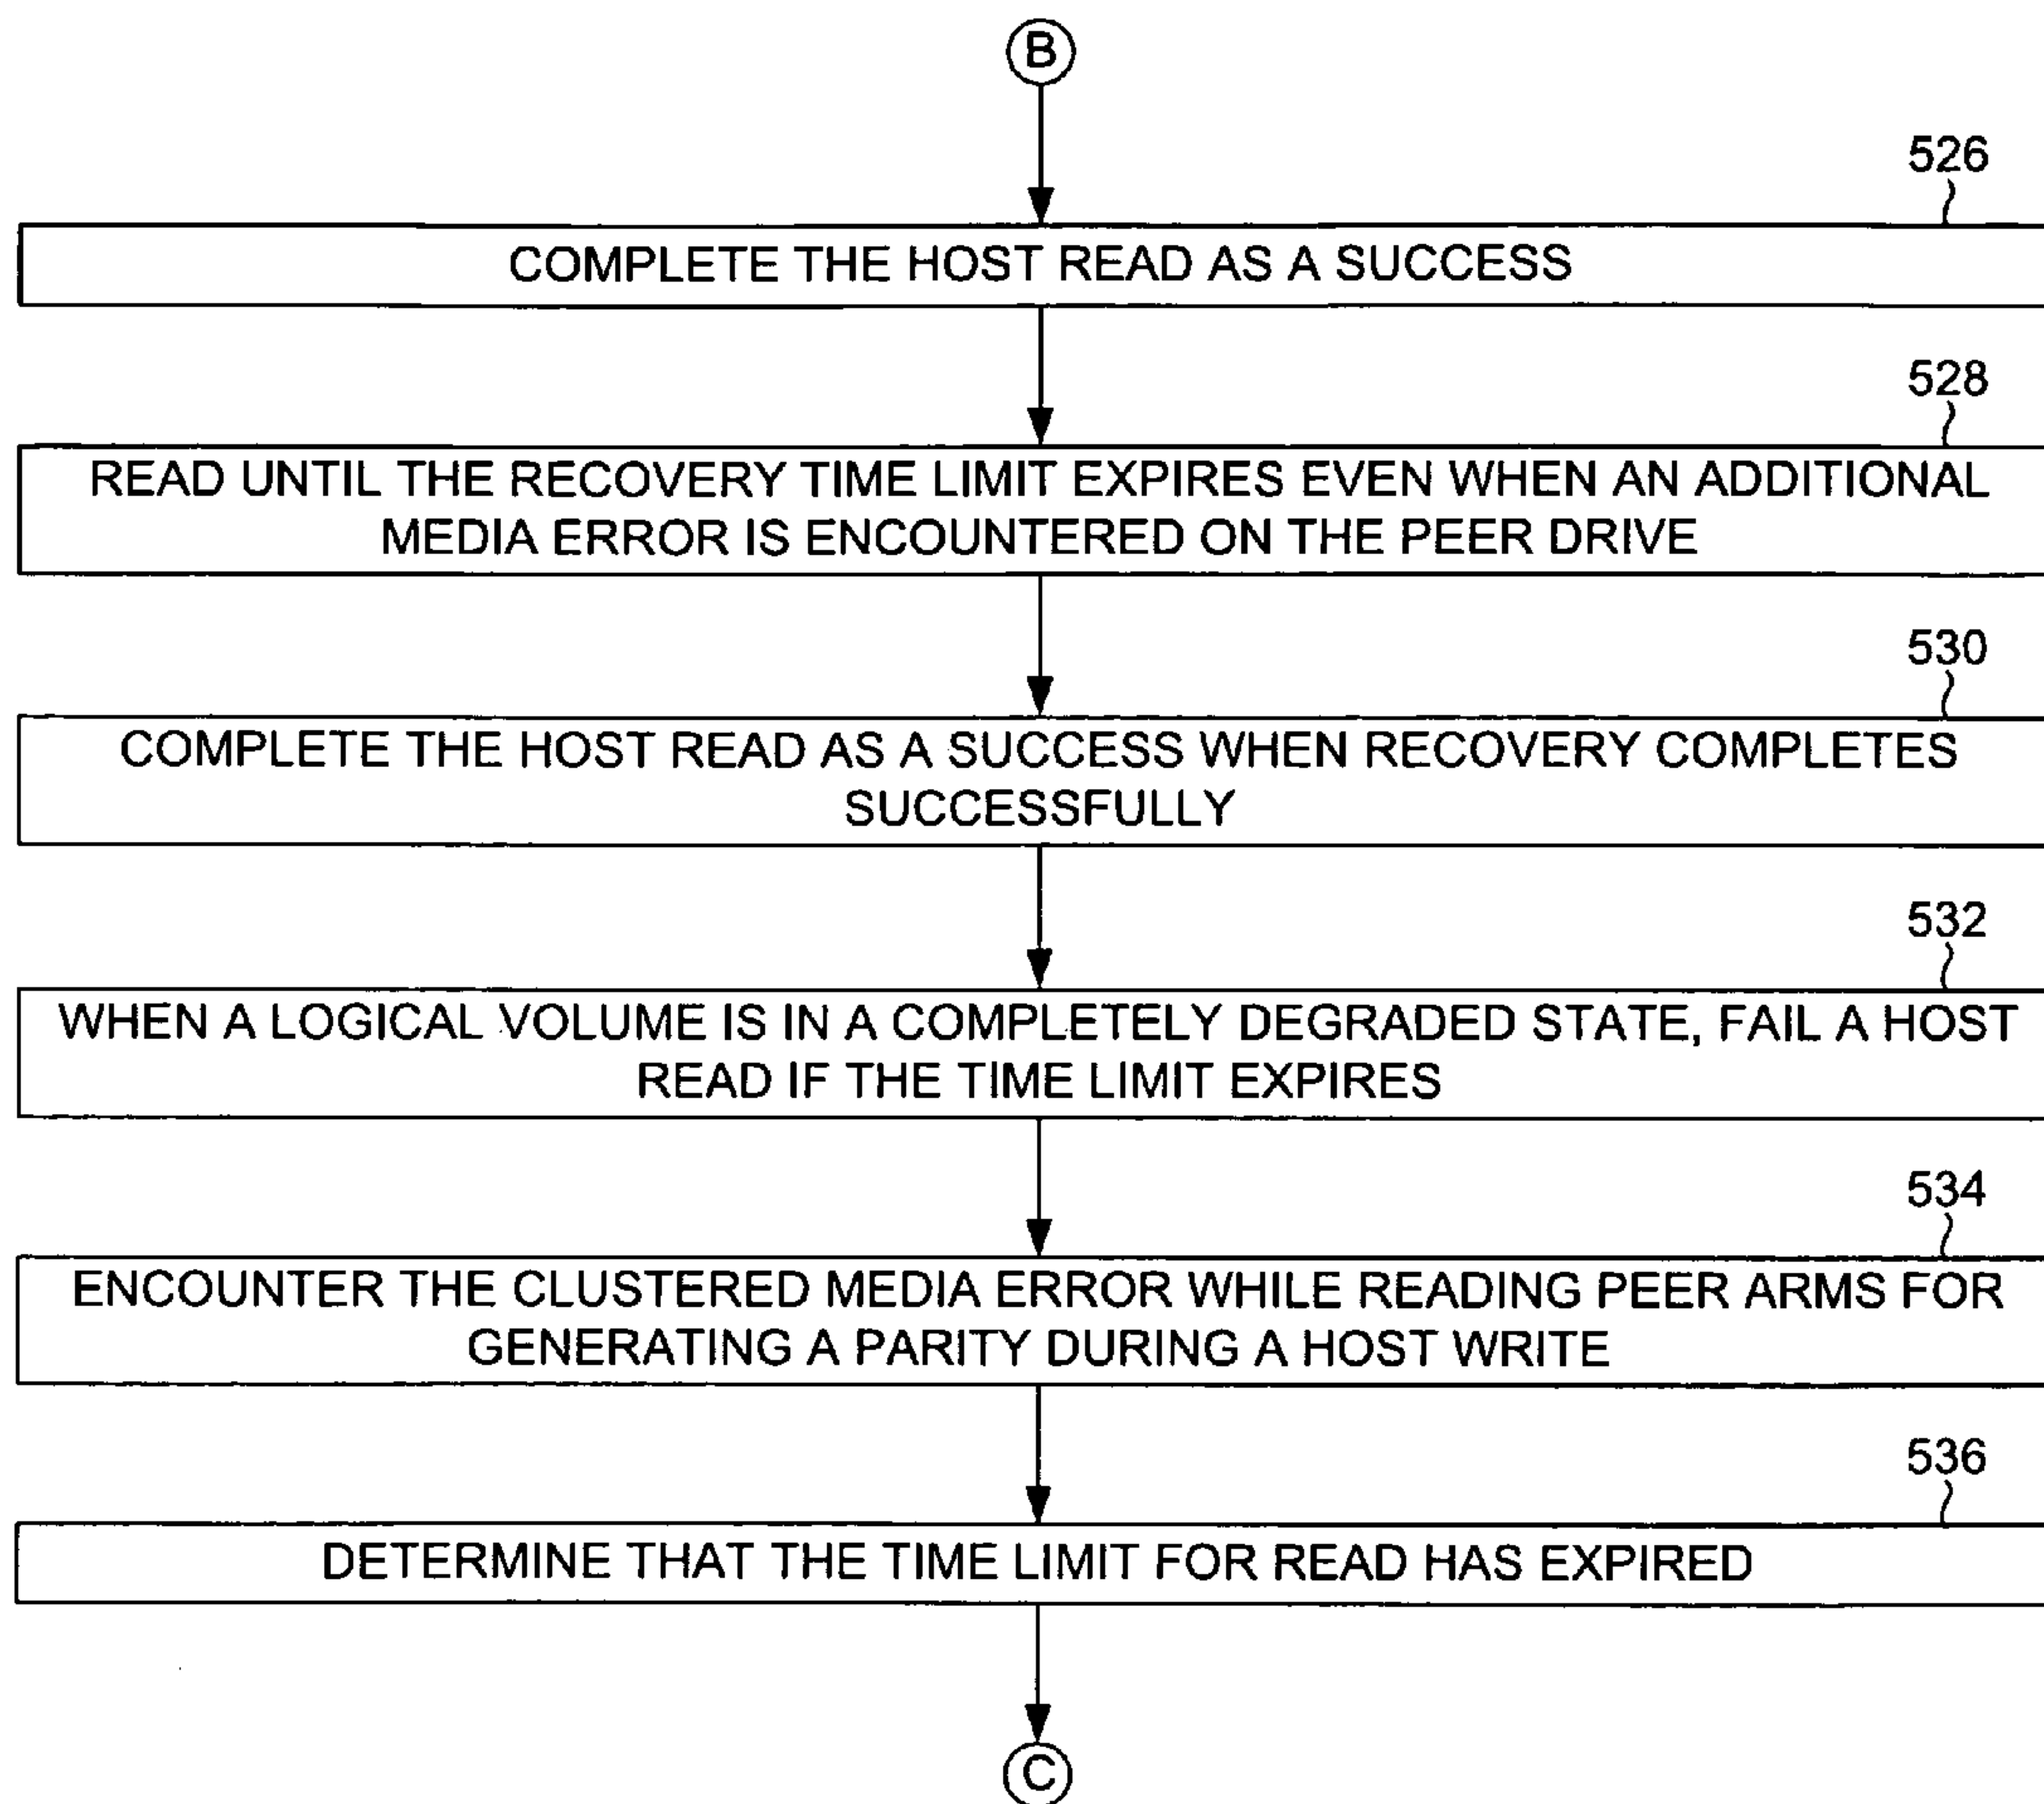 B
526
COMPLETE THE HOST READ AS A SUCCESS
528
READ UNTIL THE RECOVERY TIME LIMIT EXPIRES EVEN WHEN AN ADDITIONAL
MEDIA ERROR IS ENCOUNTERED ON THE PEER DRIVE
530
COMPLETE THE HOST READ AS A SUCCESS WHEN RECOVERY COMPLETES
SUCCESSFULLY
532
WHEN A LOGICAL VOLUME IS IN A COMPLETELY DEGRADED STATE, FAIL A HOST
READ IF THE TIME LIMIT EXPIRES
534
ENCOUNTER THE CLUSTERED MEDIA ERROR WHILE READING PEER ARMS FOR
GENERATING A PARITY DURING A HOST WRITE
536
DETERMINE THAT THE TIME LIMIT FOR READ HAS EXPIRED
C